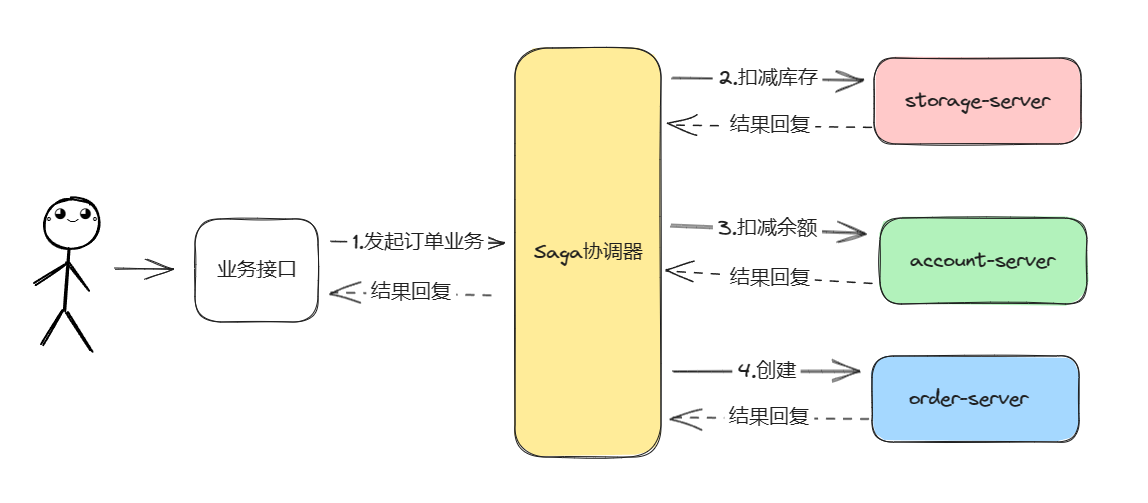 业务接口
1.发起订单业务
结果回复
Saga协调器
2.扣减库存
结果回复
storage-server
3.扣减余额
结果回复
account-server
4.创建
结果回复
order-server